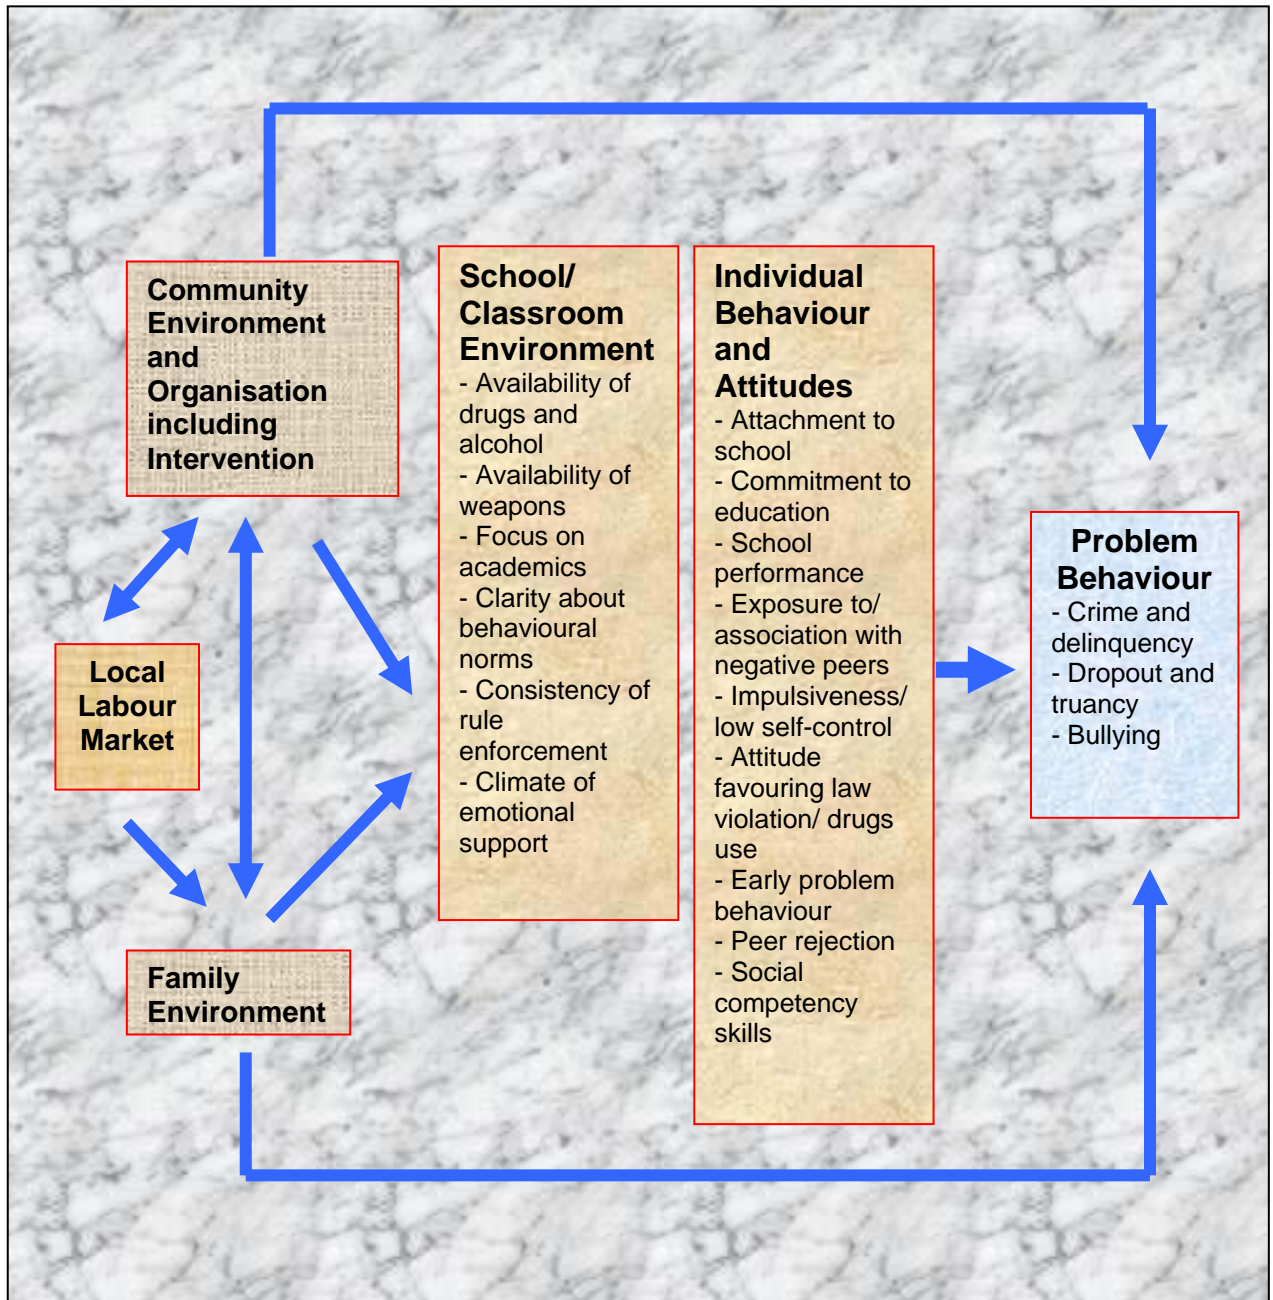 Community
Environment
and
Organisation
including
Intervention
Local
Labour
Market
Family
Environment
School/
Classroom
Environment
- Availability of
drugs and
alcohol
- Availability of
weapons
- Focus on
academics
- Clarity about
behavioural
norms
- Consistency of
rule
enforcement
- Climate of
emotional
support
Individual
Behaviour
and
Attitudes
- Attachment to
school
- Commitment to
education
- School
performance
- Exposure to/
association with
negative peers
- Impulsiveness/
low self-control
- Attitude
favouring law
violation/ drugs
use
- Early problem
behaviour
- Peer rejection
- Social
competency
skills
Problem
Behaviour
- Crime and
delinquency
- Dropout and
truancy
- Bullying